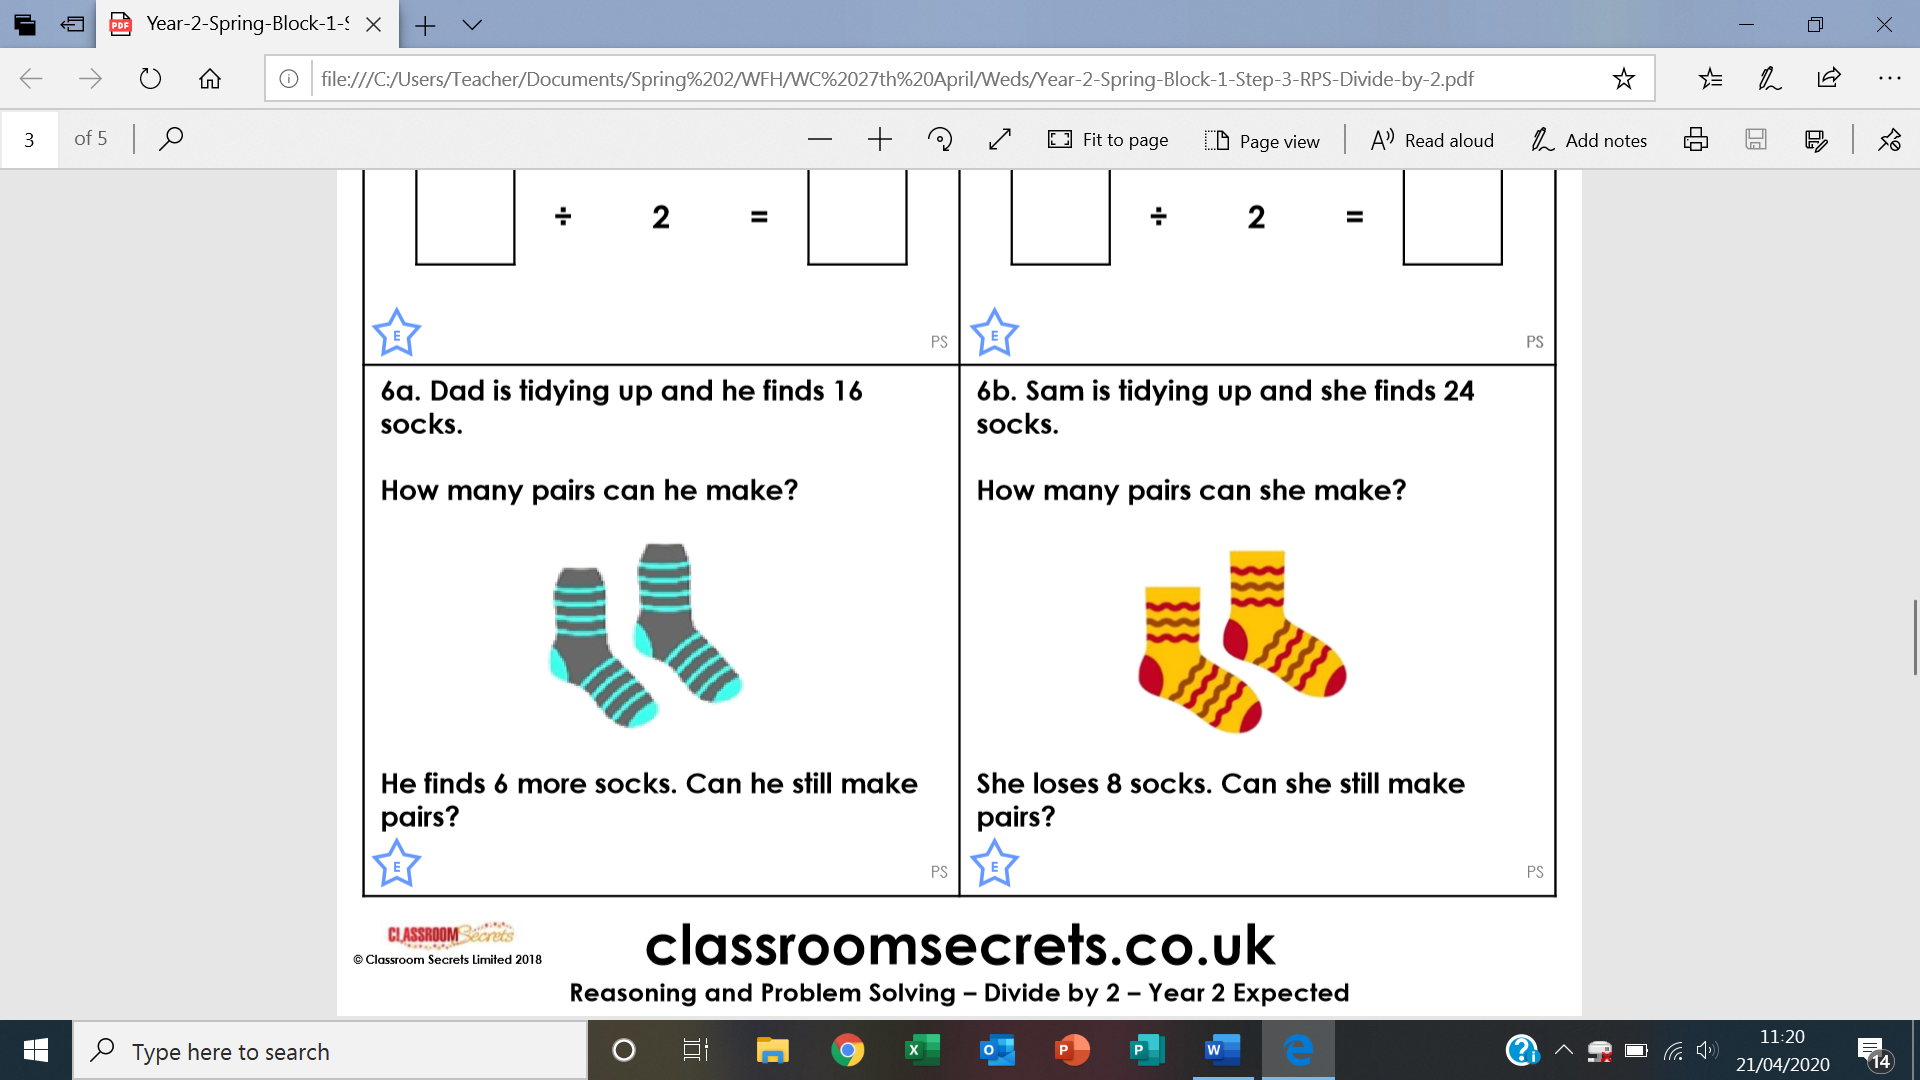 Year-2-Spring-Block-1-S
file:///C:/Users/Teacher/Documents/Spring%202/WFH/WC%2027th%20April/Weds/Year-2-Spring-Block-1-Step-3-RPS-Divide-by-2.pdf
3 of 5
Fit to page
Page view
Read aloud
Add notes
÷ 2 =
÷ 2 =
E
PS
E
PS
6a. Dad is tidying up and he finds 16
socks.
How many pairs can he make?
He finds 6 more socks. Can he still make
pairs?
E
PS
6b. Sam is tidying up and she finds 24
socks.
How many pairs can she make?
She loses 8 socks. Can she still make
pairs?
E
PS
CLASSROOM Secrets
© Classroom Secrets Limited 2018
classroomsecrets.co.uk
Reasoning and Problem Solving – Divide by 2 – Year 2 Expected
Type here to search
11:20
21/04/2020
14